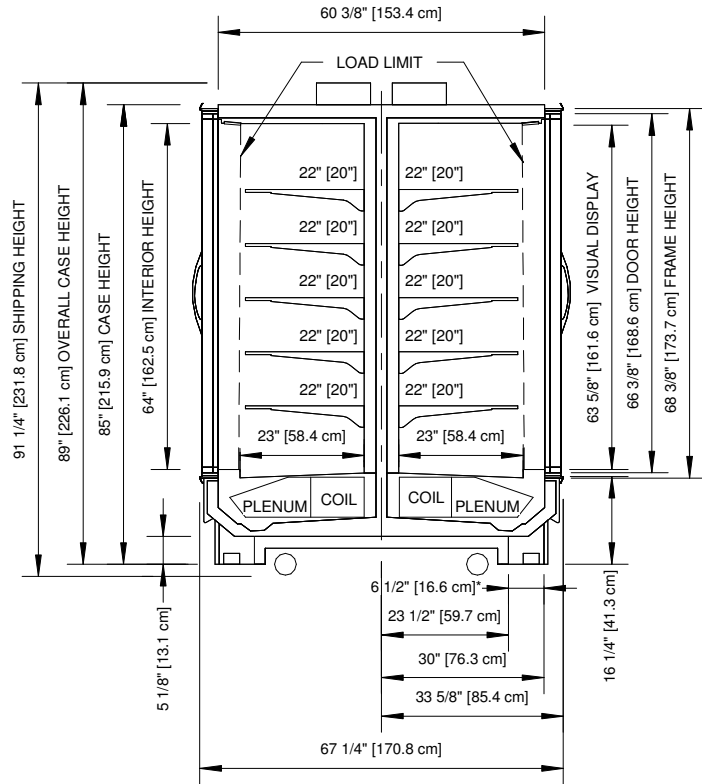 60 3/8" [153.4 cm]
LOAD LIMIT
91 1/4" [231.8 cm] SHIPPING HEIGHT
89" [226.1 cm] OVERALL CASE HEIGHT
85" [215.9 cm] CASE HEIGHT
64" [162.5 cm] INTERIOR HEIGHT
22" [20"]
22" [20"]
22" [20"]
22" [20"]
22" [20"]
22" [20"]
22" [20"]
22" [20"]
22" [20"]
22" [20"]
63 5/8" [161.6 cm] VISUAL DISPLAY
66 3/8" [168.6 cm] DOOR HEIGHT
68 3/8" [173.7 cm] FRAME HEIGHT
23" [58.4 cm]
23" [58.4 cm]
PLENUM
COIL
COIL
PLENUM
5 1/8" [13.1 cm]
16 1/4" [41.3 cm]
6 1/2" [16.6 cm]*
23 1/2" [59.7 cm]
30" [76.3 cm]
33 5/8" [85.4 cm]
67 1/4" [170.8 cm]